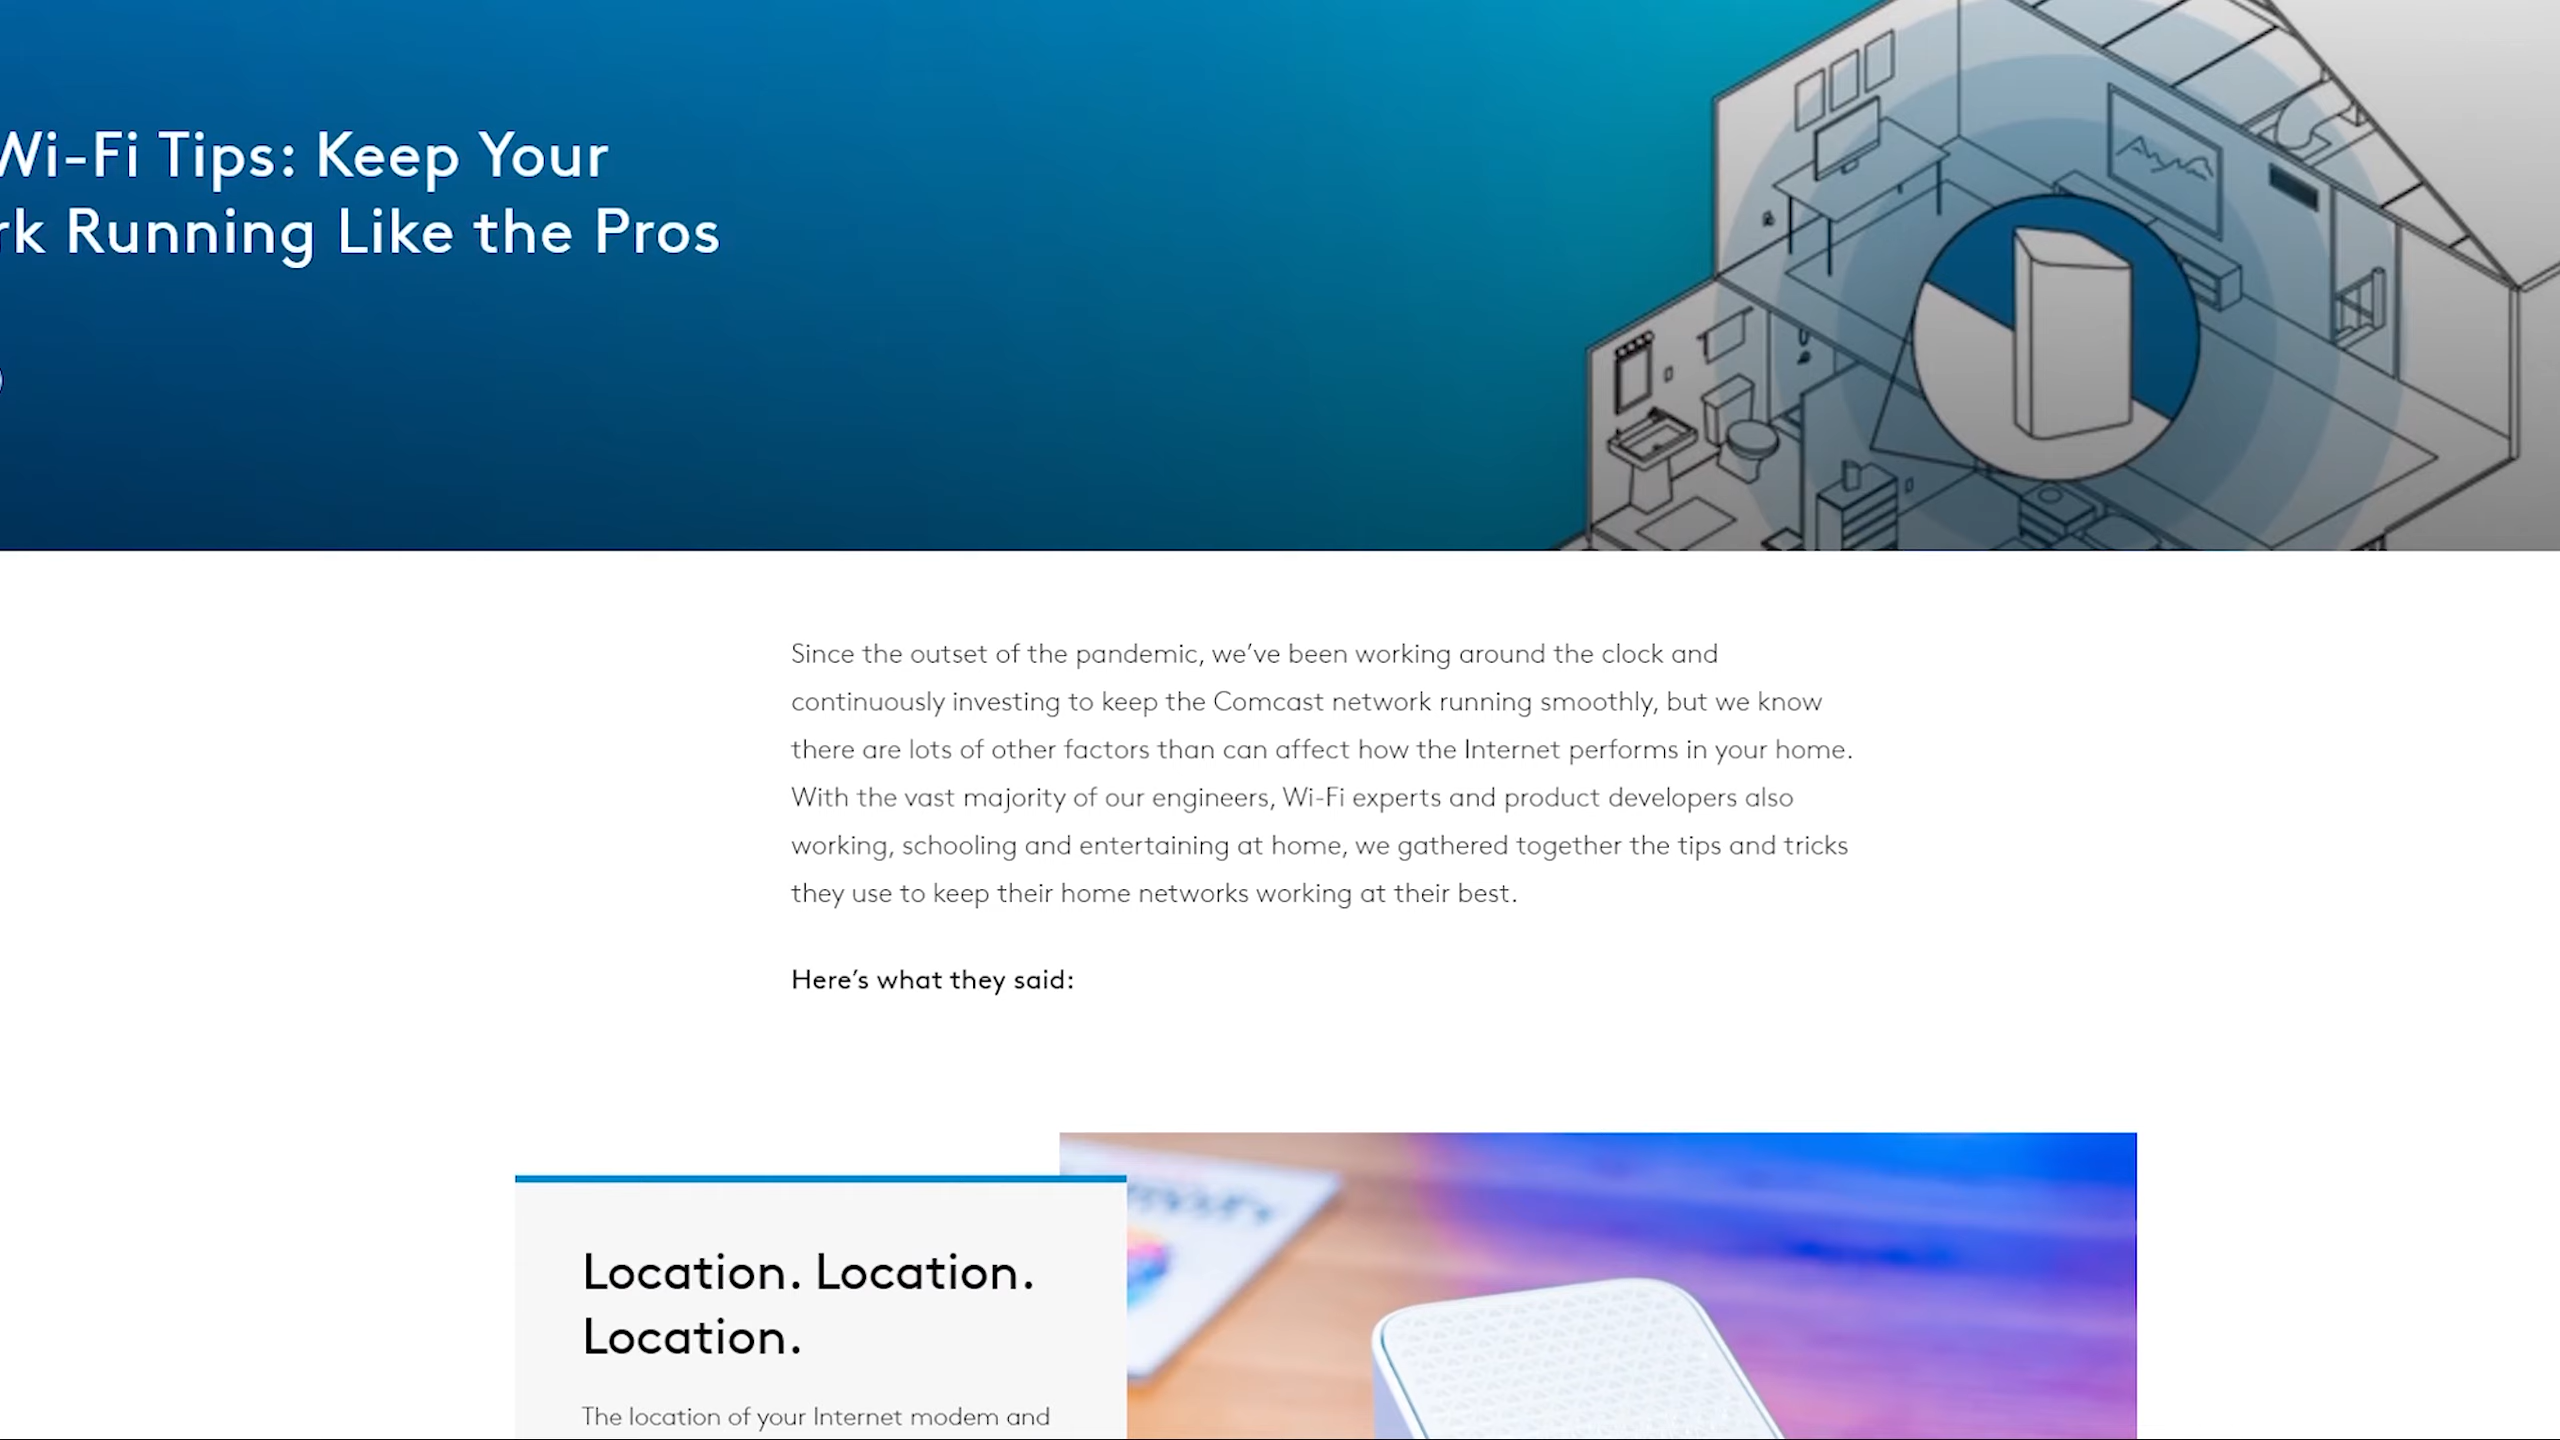 Wi-Fi Tips: Keep Your
rk Running Like the Pros
Since the outset of the pandemic, we've been working around the clock and
continuously investing to keep the Comcast network running smoothly, but we know
there are lots of other factors than can affect how the Internet performs in your home.
With the vast majority of our engineers, Wi-Fi experts and product developers also
working, schooling and entertaining at home, we gathered together the tips and tricks
they use to keep their home networks working at their best.
Here's what they said:
Location. Location.
Location.
The location of your Internet modem and